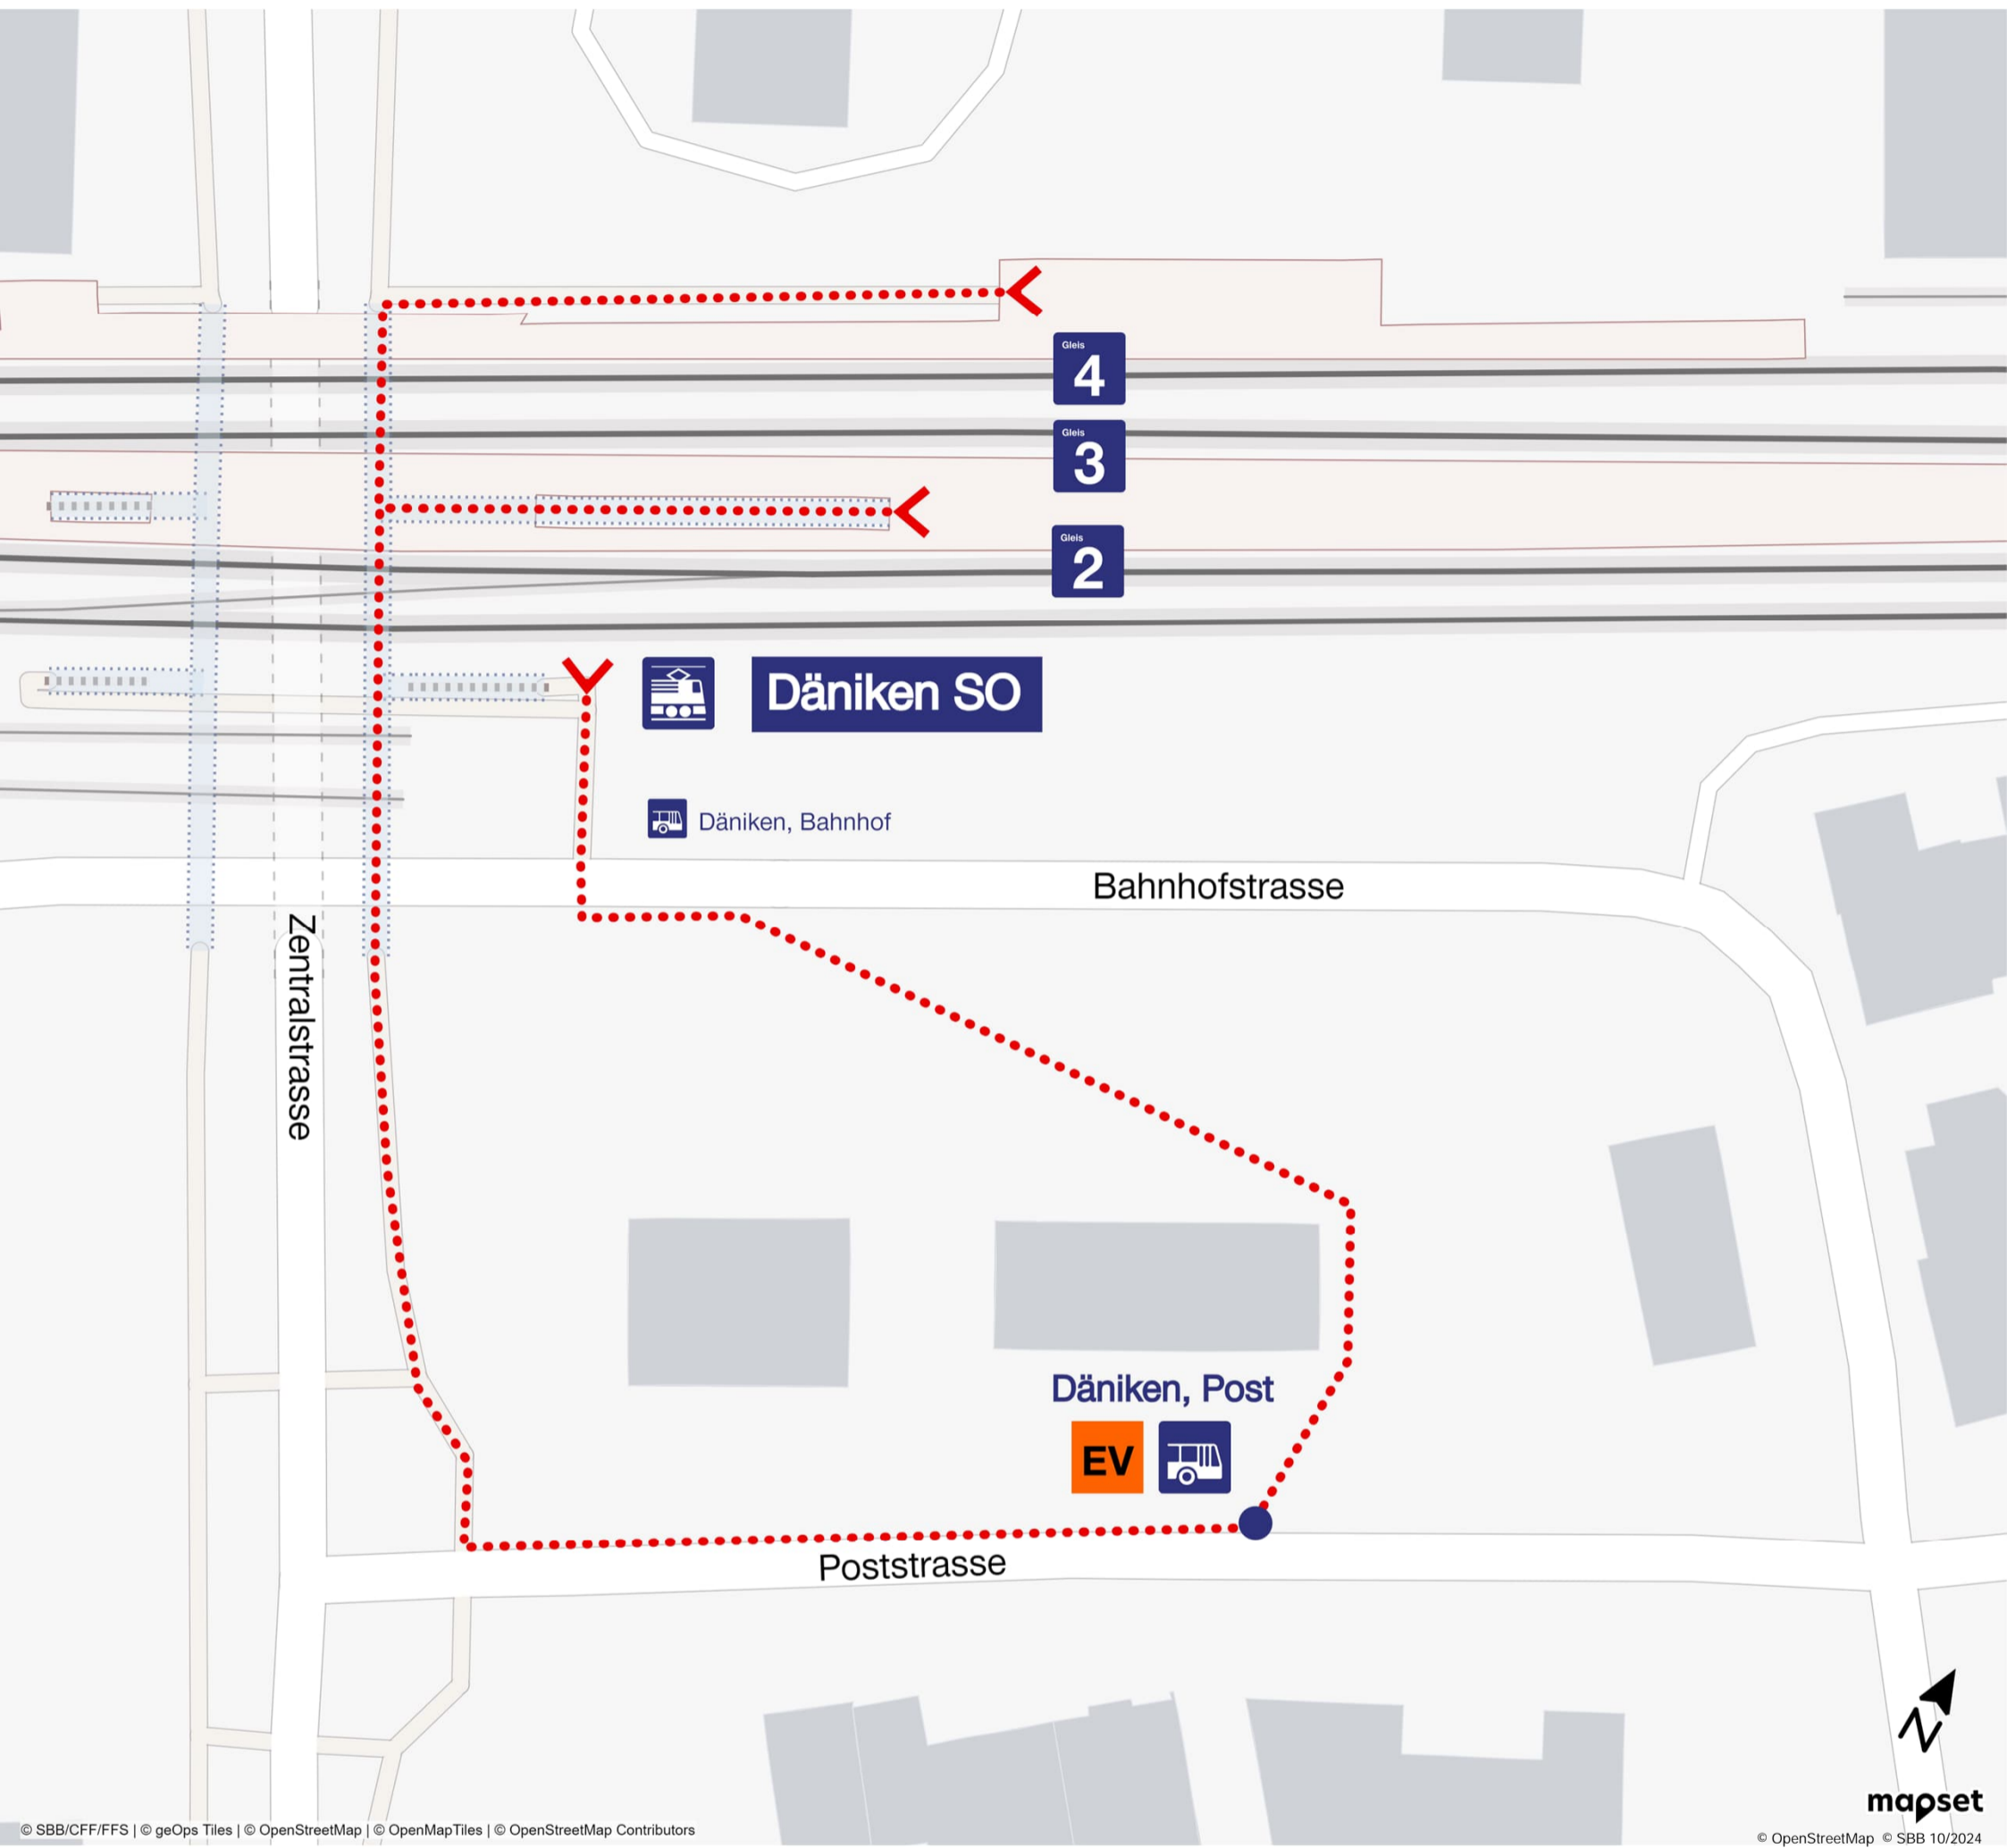 Gleis
4
Gleis
3
Gleis
2
Däniken SO
Däniken, Bahnhof
Bahnhofstrasse
Zentralstrasse
Däniken, Post
EV
Poststrasse
N
mapset
© SBB/CFF/FFS | © geOps Tiles | © OpenStreetMap | © OpenMapTiles | © OpenStreetMap Contributors
© OpenStreetMap © SBB 10/2024